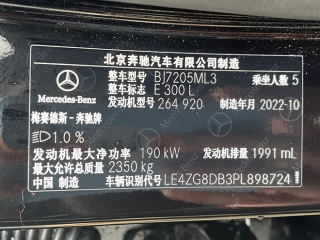 北京奔驰汽车有限公司制造
整车型号 BJ7205ML3 乘坐人数 5
整车型号 E 300 L
发动机型号 264 920 制造年月 2022-10
Mercedes-Benz
梅赛德斯－奔驰牌
1.0 %
发动机最大净功率 190 kW 发动机排量 1991 mL
最大允许总质量 2350 kg
中国 制造 车辆识别代号 LE4ZG8DB3PL898724